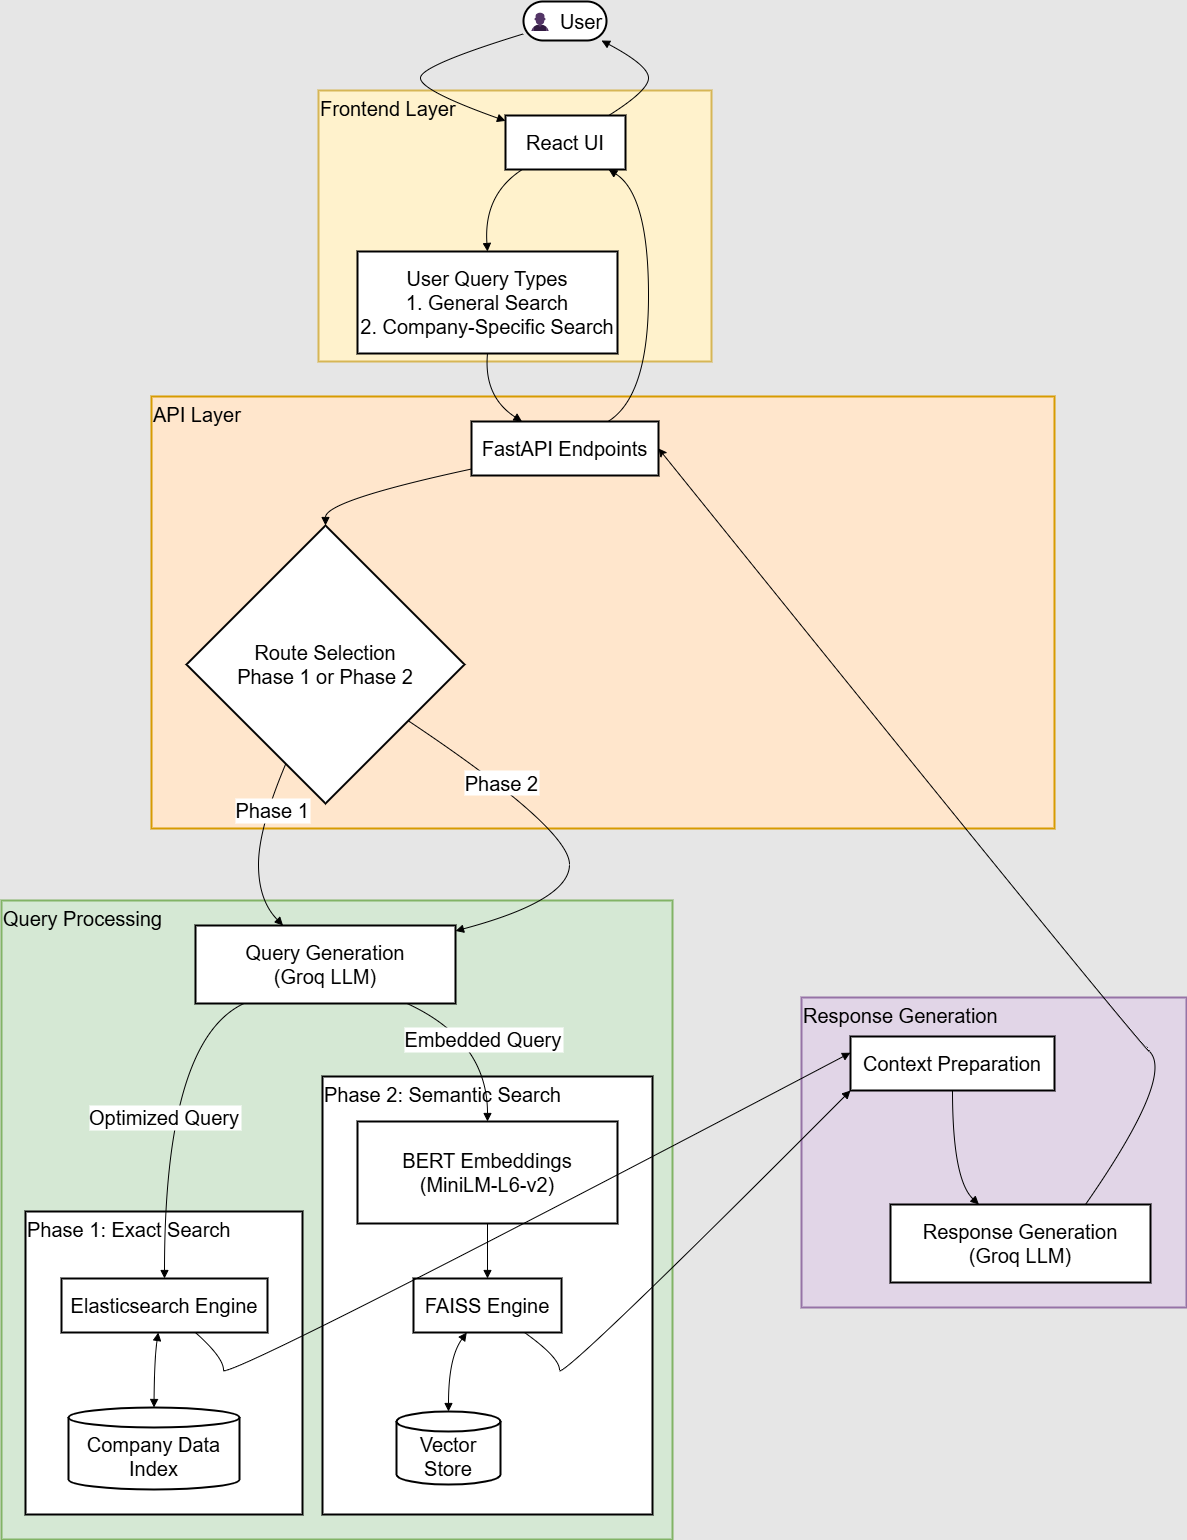 User
Frontend Layer
React UI
User Query Types
1. General Search
2. Company-Specific Search
API Layer
FastAPI Endpoints
Route Selection
Phase 1 or Phase 2
Phase 2
Phase 1
Query Processing
Query Generation
(Groq LLM)
Response Generation
Embedded Query
Context Preparation
Phase 2: Semantic Search
Optimized Query
BERT Embeddings
(MiniLM-L6-v2)
Phase 1: Exact Search
Response Generation
(Groq LLM)
Elasticsearch Engine
FAISS Engine
Company Data
Index
Vector
Store